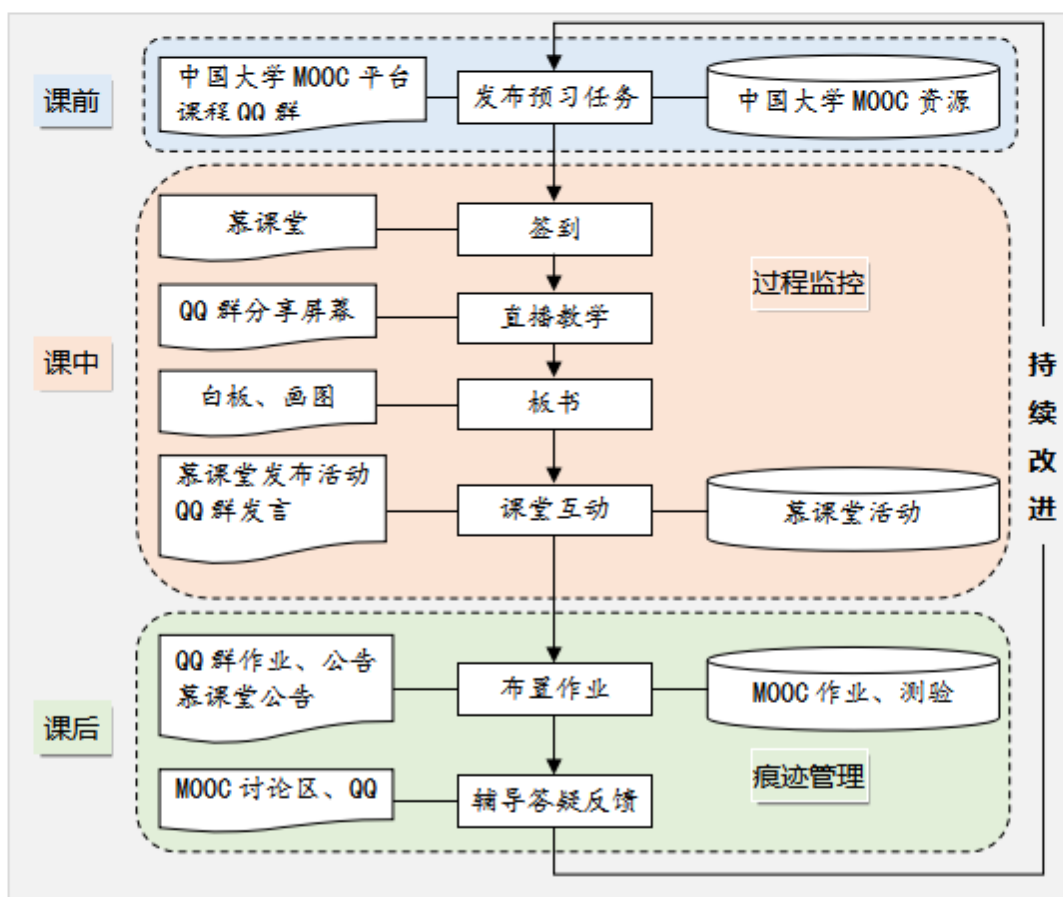 课前
中国大学MOOC平台
课程QQ群
发布预习任务
中国大学MOOC资源
课中
慕课堂
签到
过程监控
QQ群分享屏幕
直播教学
白板、画图
板书
慕课堂发布活动
QQ群发言
课堂互动
慕课堂活动
持续改进
课后
QQ群作业、公告
慕课堂公告
布置作业
MOOC作业、测验
MOOC讨论区、QQ
辅导答疑反馈
痕迹管理